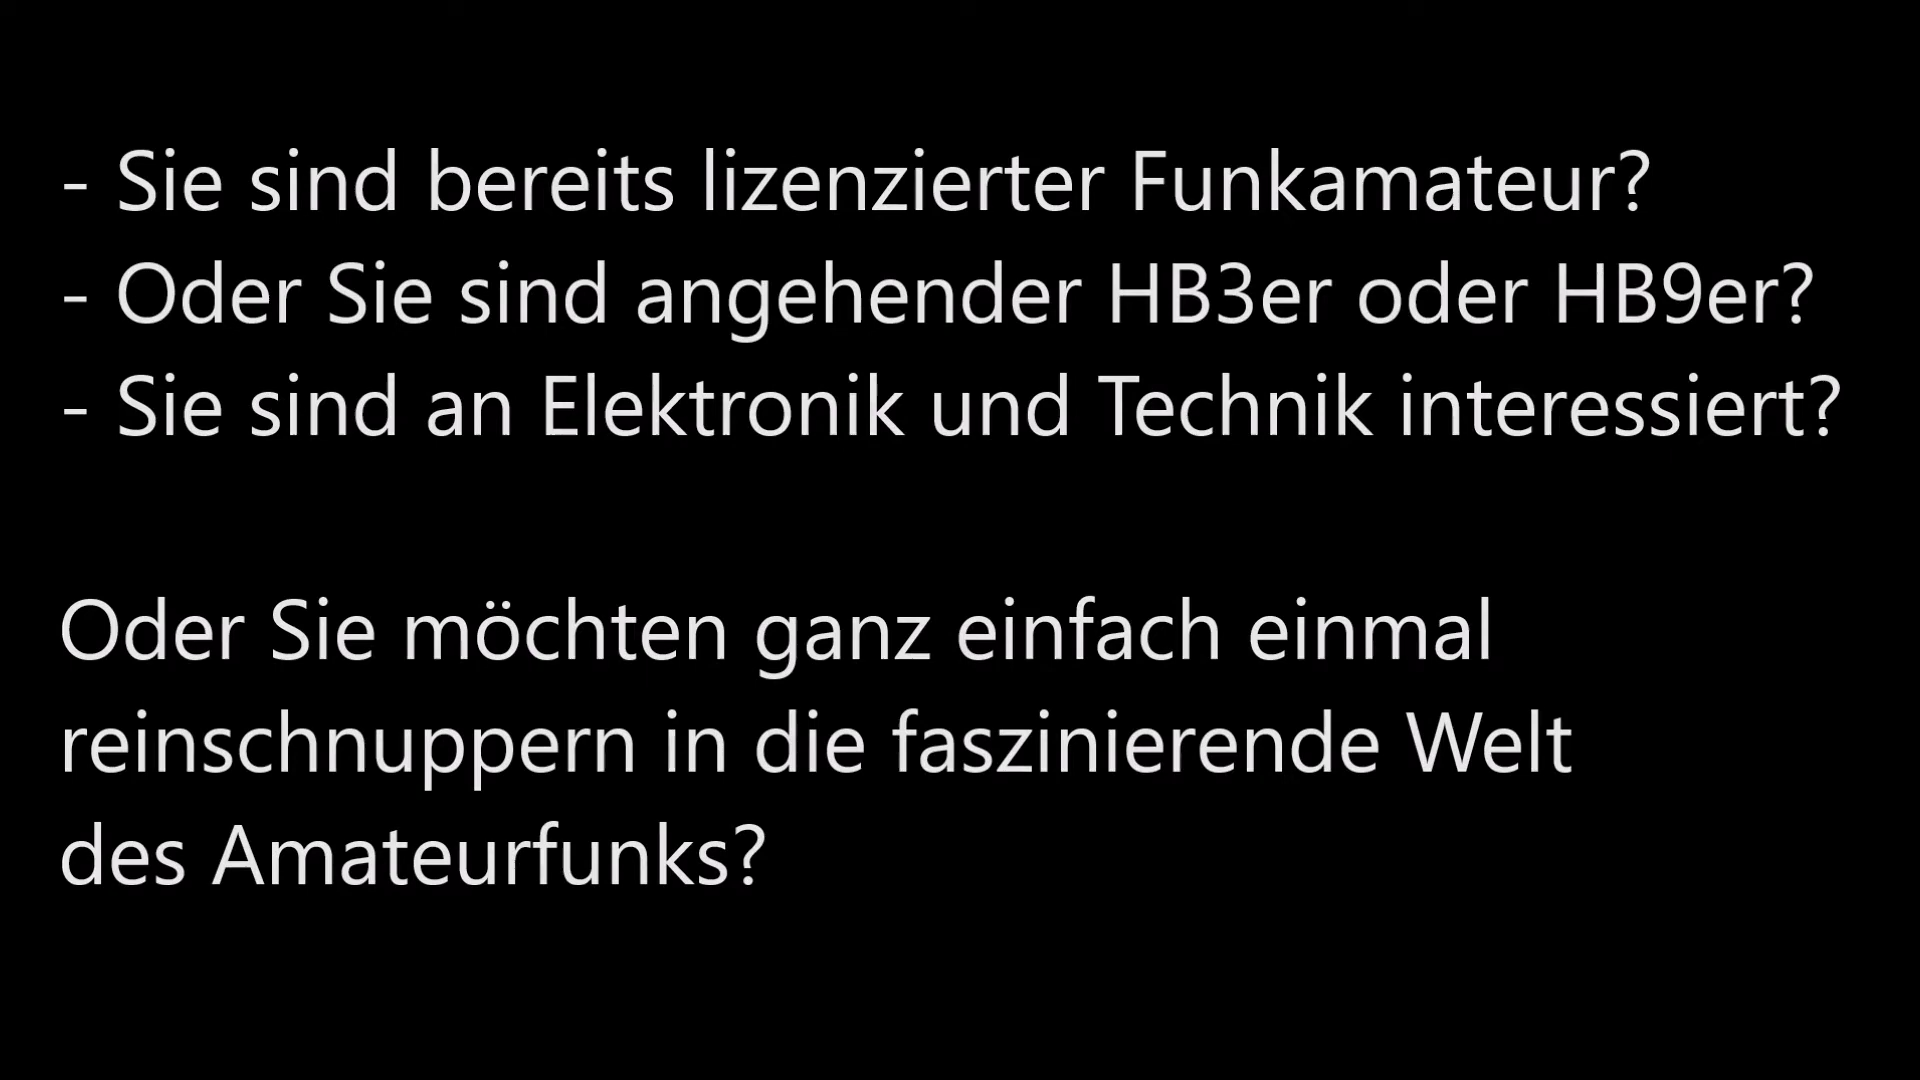 - Sie sind bereits lizenzierter Funkamateur?
- Oder Sie sind angehender HB3er oder HB9er?
- Sie sind an Elektronik und Technik interessiert?
Oder Sie möchten ganz einfach einmal
reinschnuppern in die faszinierende Welt
des Amateurfunks?